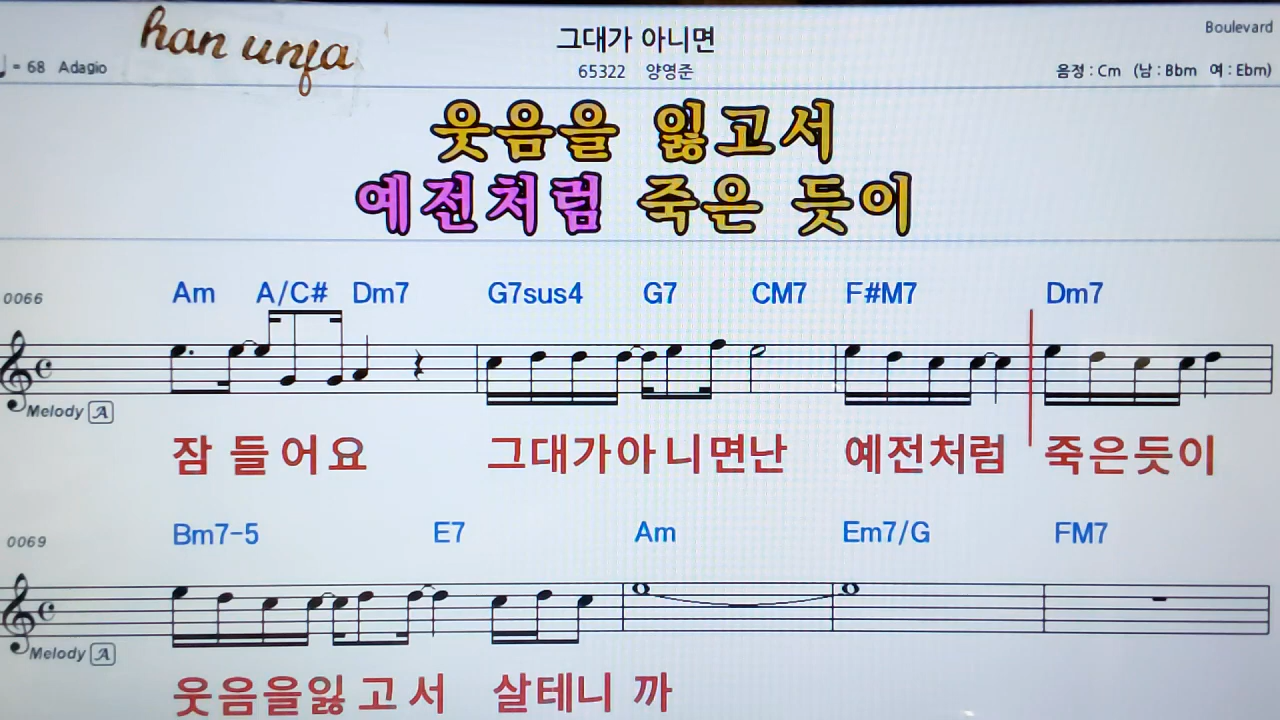 han unja
그대가 아니면
Boulevard
♩ = 68 Adagio
65322 양영준
음정 : Cm (남 : Bbm 여 : Ebm)
웃음을 잃고서
예전처럼 죽은 듯이
0066
Am A/C# Dm7 G7sus4 G7 CM7 F#M7 Dm7
Melody A
잠 들 어 요 그대가아니면난 예전처럼 죽은듯이
0069
Bm7-5 E7 Am Em7/G FM7
Melody A
웃음을잃 고 서 살테니 까